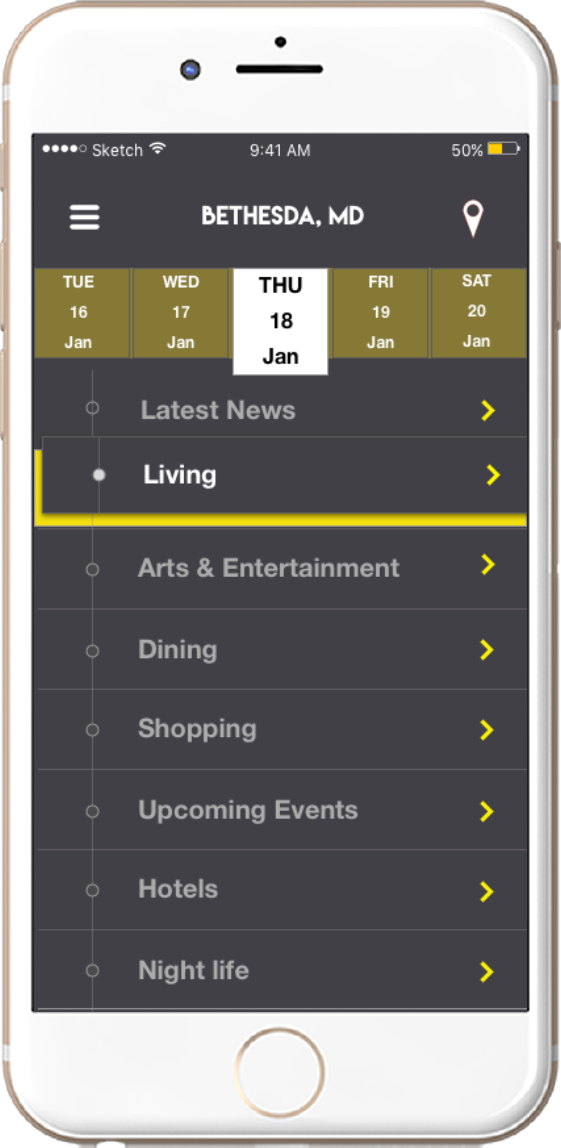 Sketch 9:41 AM 50%
BETHESDA, MD
TUE WED THU FRI SAT
16 17 18 19 20
Jan Jan Jan Jan Jan
Latest News
Living
Arts & Entertainment
Dining
Shopping
Upcoming Events
Hotels
Night life